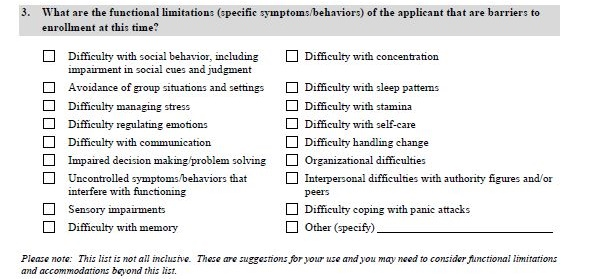 3. What are the functional limitations (specific symptoms/behaviors) of the applicant that are barriers to
enrollment at this time?
Difficulty with social behavior, including
impairment in social cues and judgment
Avoidance of group situations and settings
Difficulty managing stress
Difficulty regulating emotions
Difficulty with communication
Impaired decision making/problem solving
Uncontrolled symptoms/behaviors that
interfere with functioning
Sensory impairments
Difficulty with memory
Difficulty with concentration
Difficulty with sleep patterns
Difficulty with stamina
Difficulty with self-care
Difficulty handling change
Organizational difficulties
Interpersonal difficulties with authority figures and/or
peers
Difficulty coping with panic attacks
Other (specify)
Please note: This list is not all inclusive. These are suggestions for your use and you may need to consider functional limitations
and accommodations beyond this list.